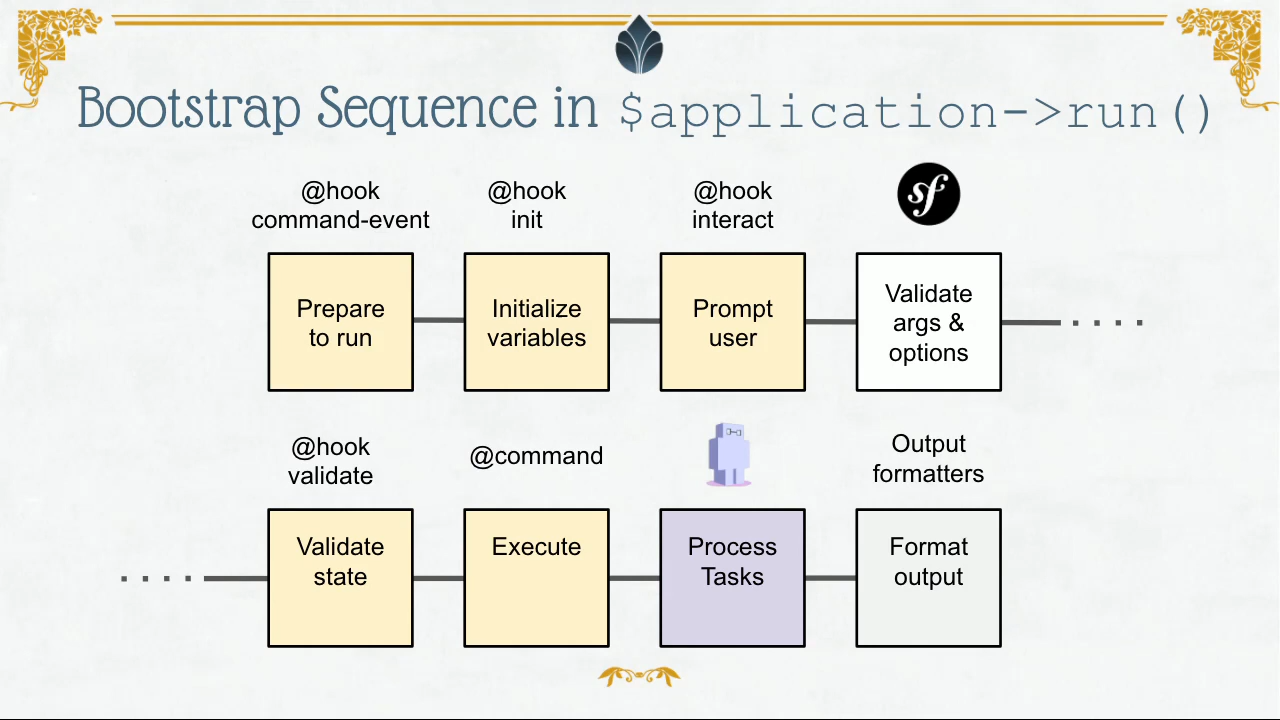 Bootstrap Sequence in $application->run()
@hook
command-event
@hook
init
@hook
interact
sf
Prepare
to run
Initialize
variables
Prompt
user
Validate
args &
options
@hook
validate
@command
Output
formatters
Validate
state
Execute
Process
Tasks
Format
output